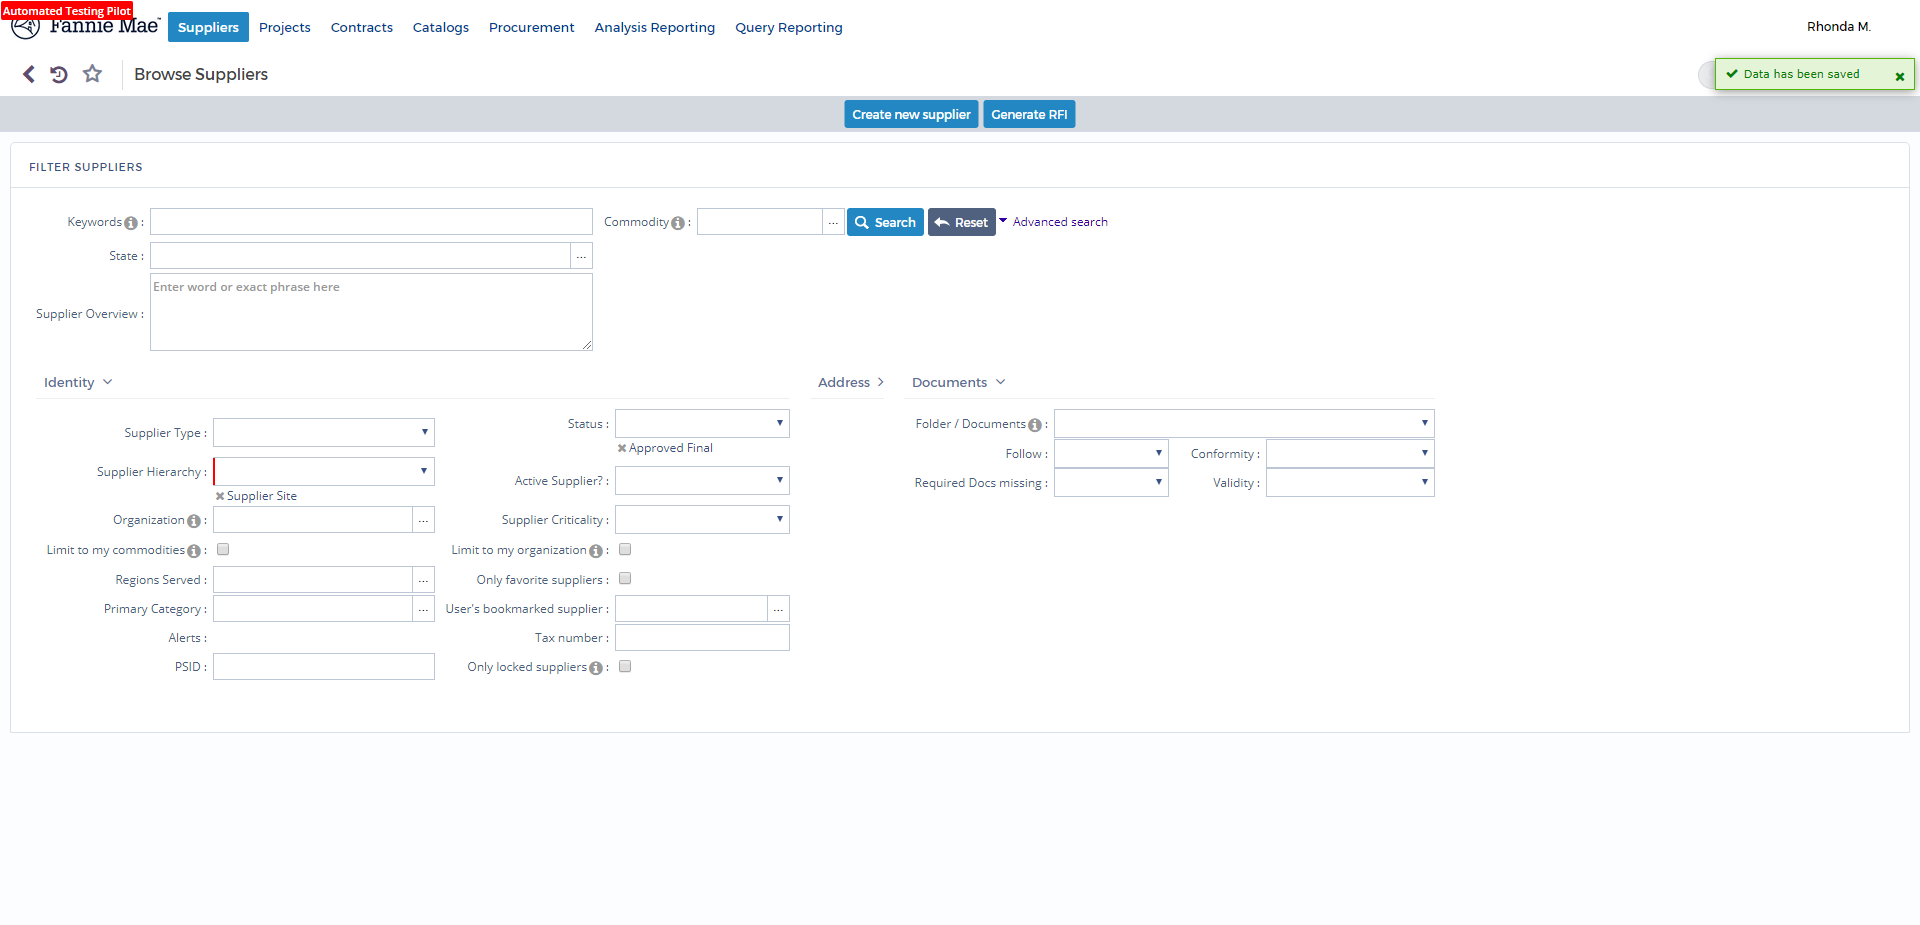 Automated Testing Pilot
Fannie Mae
Suppliers Projects Contracts Catalogs Procurement Analysis Reporting Query Reporting
Rhonda M.
Browse Suppliers
Data has been saved
Create new supplier Generate RFI
FILTER SUPPLIERS
Keywords : Commodity : ... Search Reset Advanced search
State : ...
Supplier Overview : Enter word or exact phrase here
Identity Address Documents
Supplier Type : Status : Folder / Documents :
Approved Final
Supplier Hierarchy : Follow : Conformity :
Supplier Site Active Supplier? : Required Docs missing : Validity :
Organization : ... Supplier Criticality :
Limit to my commodities : Limit to my organization :
Regions Served : ... Only favorite suppliers :
Primary Category : ... User's bookmarked supplier : ...
Alerts : Tax number :
PSID : Only locked suppliers :